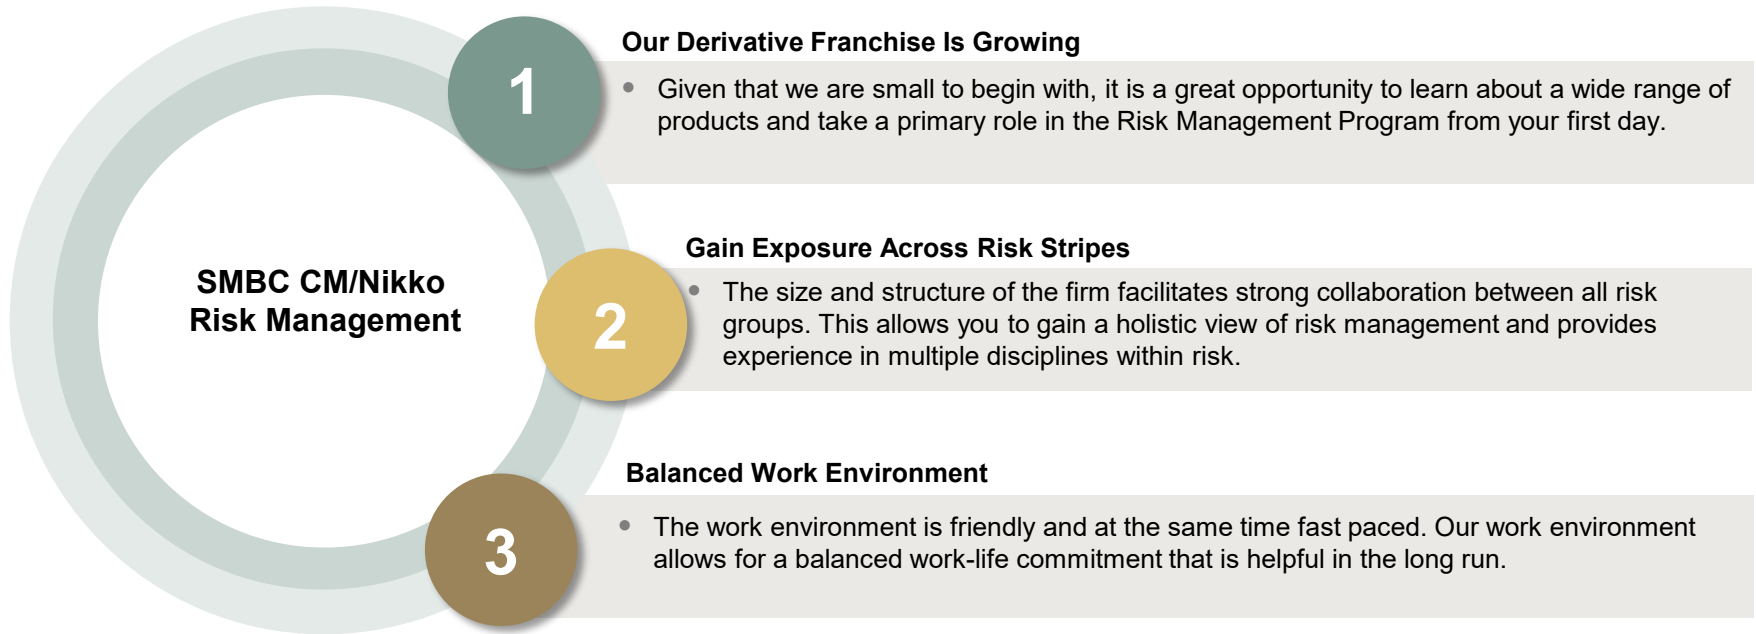 SMBC CM/Nikko
Risk Management
1
Our Derivative Franchise Is Growing
• Given that we are small to begin with, it is a great opportunity to learn about a wide range of
products and take a primary role in the Risk Management Program from your first day.
2
Gain Exposure Across Risk Stripes
• The size and structure of the firm facilitates strong collaboration between all risk
groups. This allows you to gain a holistic view of risk management and provides
experience in multiple disciplines within risk.
3
Balanced Work Environment
• The work environment is friendly and at the same time fast paced. Our work environment
allows for a balanced work-life commitment that is helpful in the long run.